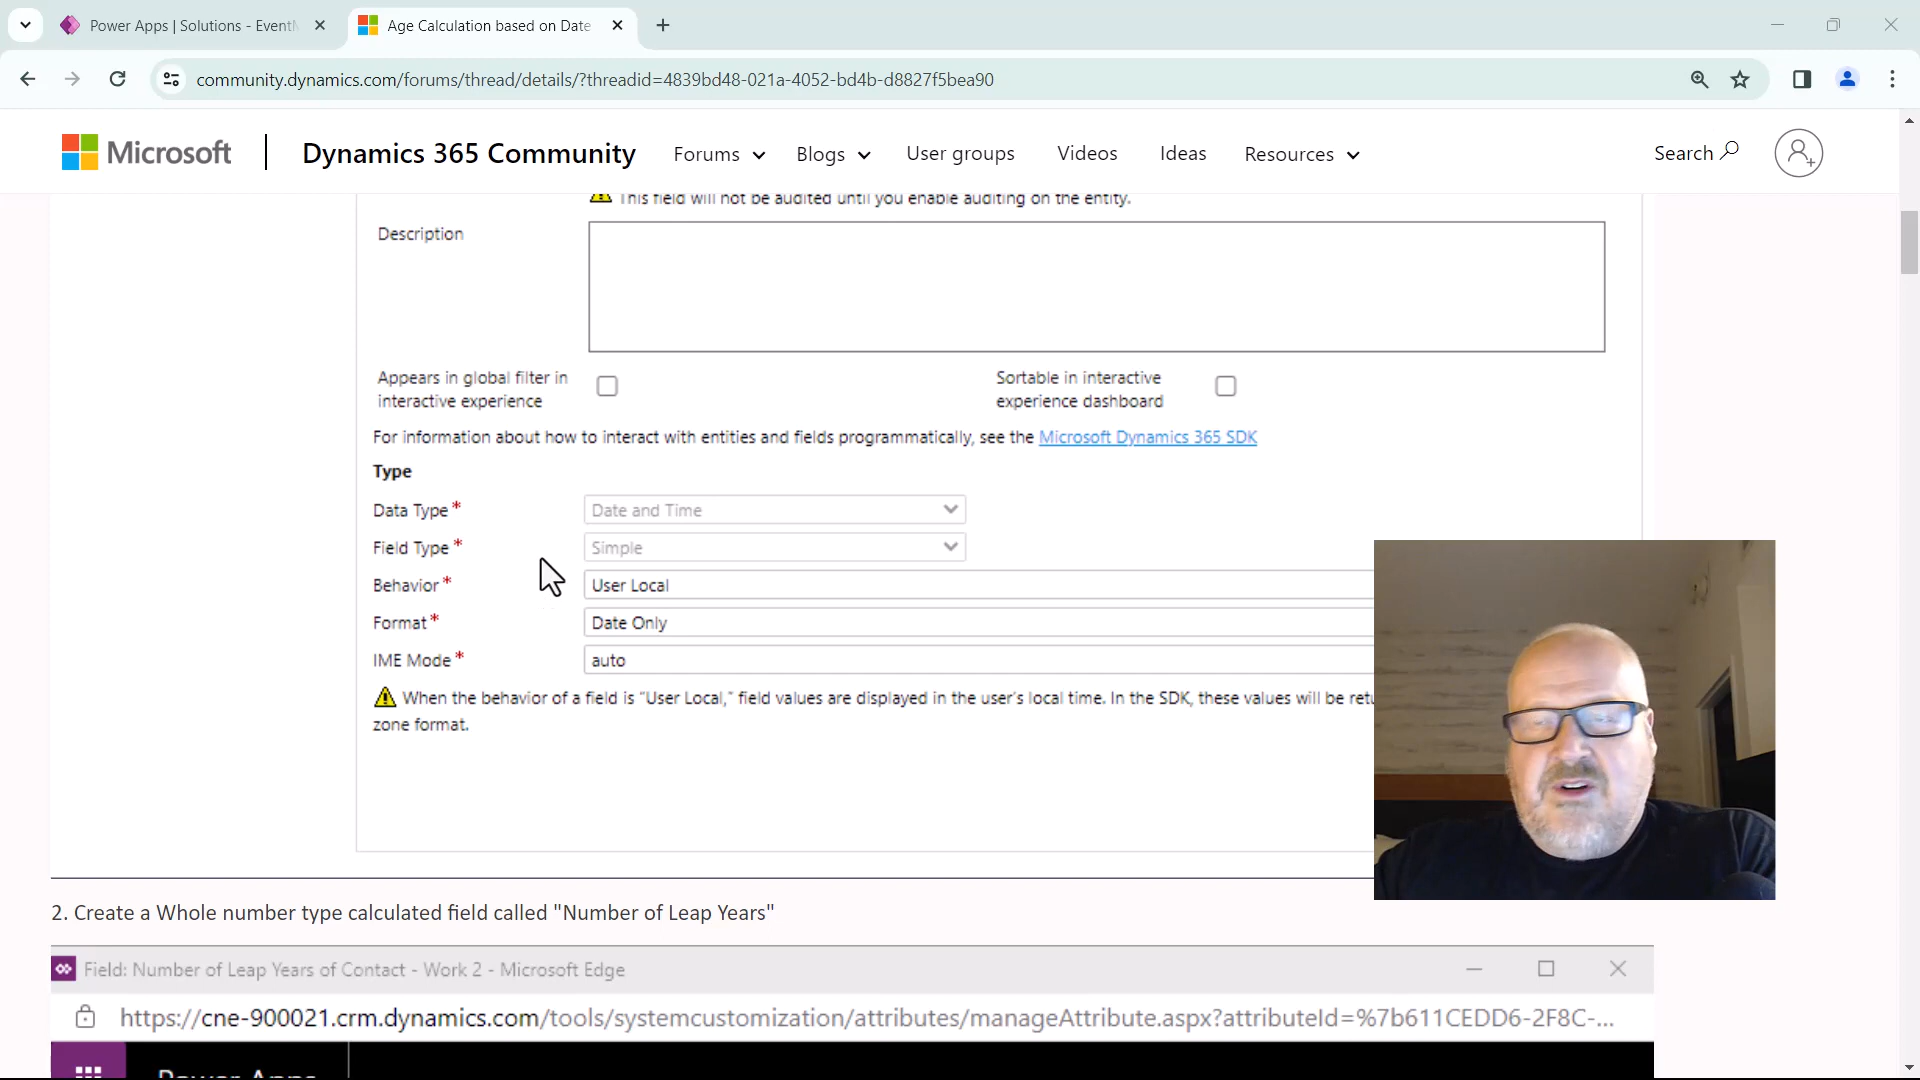 Power Apps | Solutions - Event
Age Calculation based on Date
community.dynamics.com/forums/thread/details/?threadid=4839bd48-021a-4052-bd4b-d8827f5bea90
Microsoft
Dynamics 365 Community
Forums
Blogs
User groups
Videos
Ideas
Resources
Search
This field will not be audited until you enable auditing on the entity.
Description
Appears in global filter in
interactive experience
Sortable in interactive
experience dashboard
For information about how to interact with entities and fields programmatically, see the Microsoft Dynamics 365 SDK
Type
Data Type*
Date and Time
Field Type*
Simple
Behavior*
User Local
Format*
Date Only
IME Mode*
auto
When the behavior of a field is "User Local," field values are displayed in the user's local time. In the SDK, these values will be
zone format.
2. Create a Whole number type calculated field called "Number of Leap Years"
Field: Number of Leap Years of Contact - Work 2 - Microsoft Edge
https://cne-900021.crm.dynamics.com/tools/systemcustomization/attributes/manageAttribute.aspx?attributeId=%7b611CEDD6-2F8C-...
Power Apps